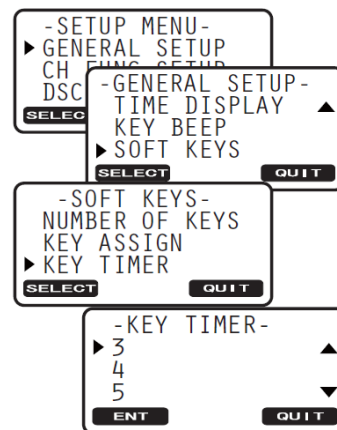 -SETUP MENU-
GENERAL SETUP
CH FUNC SETUP
DSC
SELEC
-GENERAL SETUP-
TIME DISPLAY
KEY BEEP
SOFT KEYS
SELECT QUIT
-SOFT KEYS-
NUMBER OF KEYS
KEY ASSIGN
KEY TIMER
SELECT QUIT
-KEY TIMER-
3
4
5
ENT QUIT